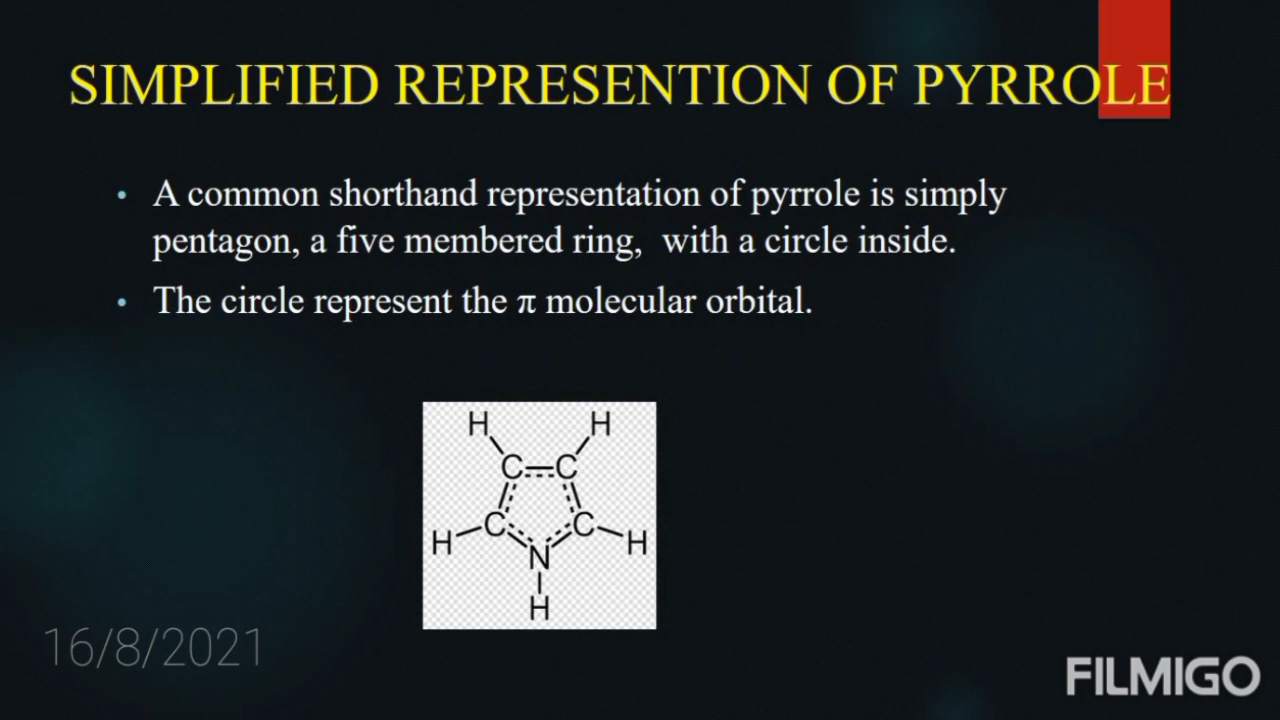 SIMPLIFIED REPRESENTION OF PYRROLE
• A common shorthand representation of pyrrole is simply
pentagon, a five membered ring, with a circle inside.
• The circle represent the π molecular orbital.
H H
C C
C C
H H
N
H
16/8/2021
FILMIGO